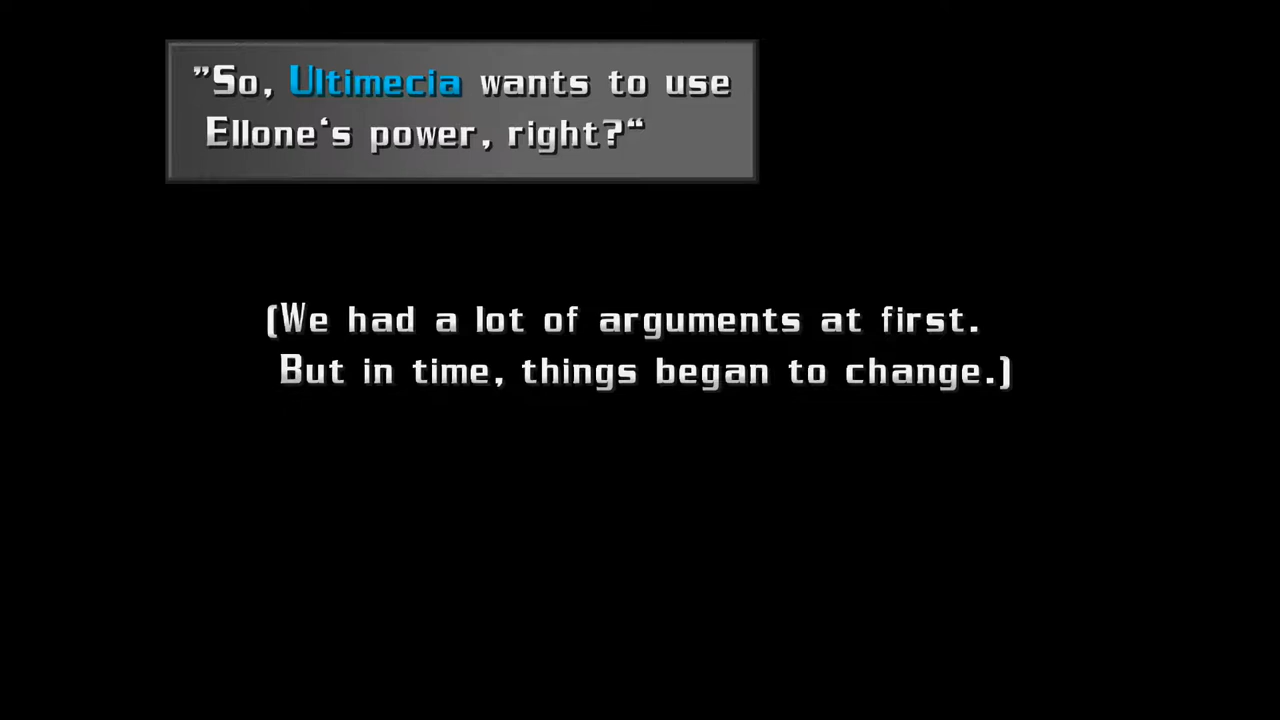 "So, Ultimecia wants to use
Ellone's power, right?"
(We had a lot of arguments at first.
But in time, things began to change.)